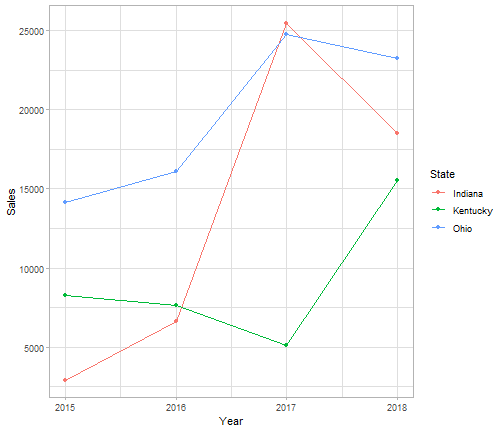 25000
20000
15000
10000
5000
Sales
2015 2016 2017 2018
Year
State
Indiana
Kentucky
Ohio